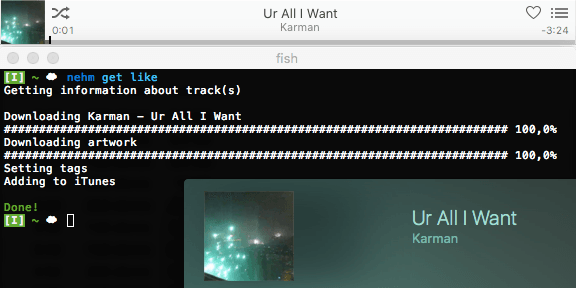 Ur All I Want
Karman
0:01
-3:24
fish
[I] ~ nehm get like
Getting information about track(s)
Downloading Karman – Ur All I Want
######################################################################## 100,0%
Downloading artwork
######################################################################## 100,0%
Setting tags
Adding to iTunes
Done!
[I] ~
Ur All I Want
Karman